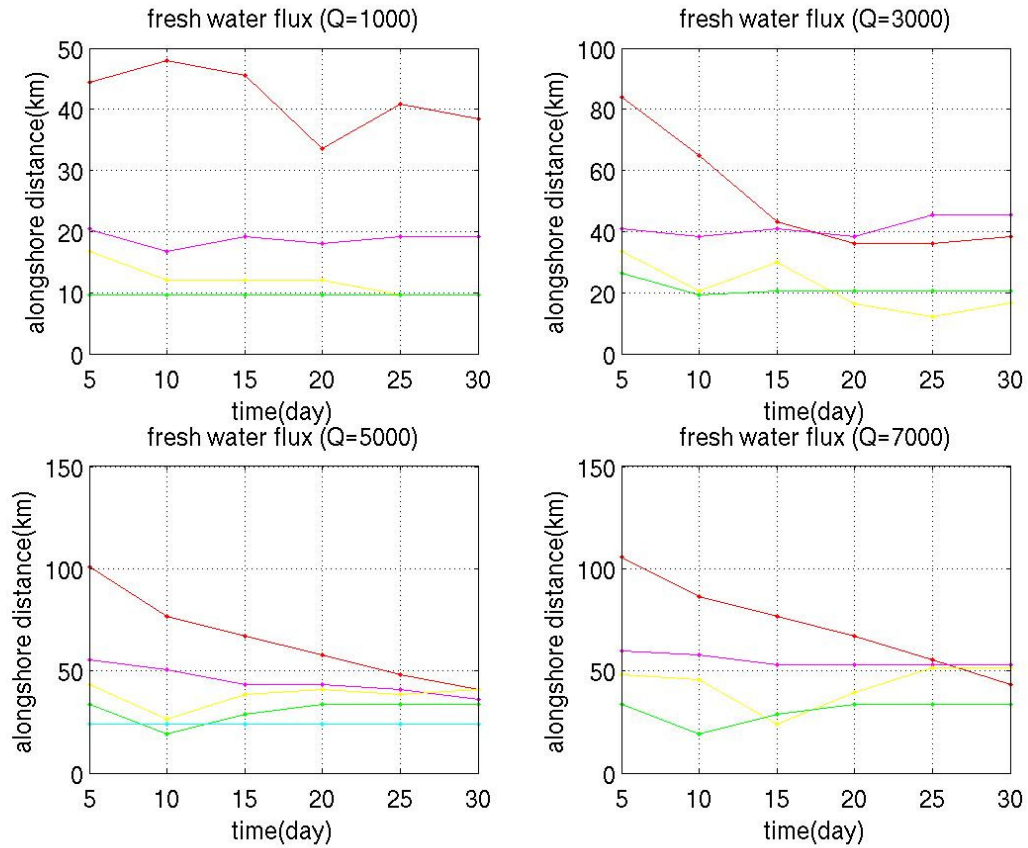 fresh water flux (Q=1000)
alongshore distance(km)
50
40
30
20
10
0
5 10 15 20 25 30
time(day)
fresh water flux (Q=3000)
alongshore distance(km)
100
80
60
40
20
0
5 10 15 20 25 30
time(day)
fresh water flux (Q=5000)
alongshore distance(km)
150
100
50
0
5 10 15 20 25 30
time(day)
fresh water flux (Q=7000)
alongshore distance(km)
150
100
50
0
5 10 15 20 25 30
time(day)